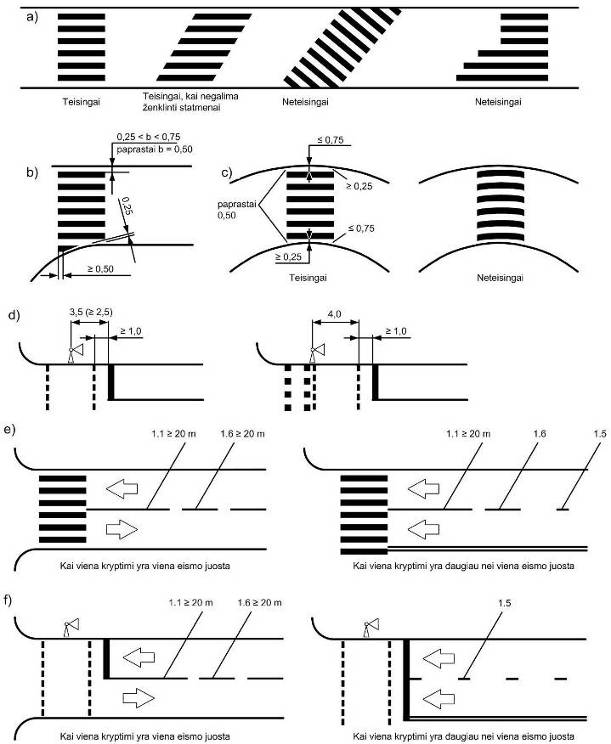 a)
Teisingai
Teisingai, kai negalima
ženklinti statmenai
Neteisingai
Neteisingai
b)
0,25 < b < 0,75
paprastai b = 0,50
0,25
≥ 0,50
c)
≤ 0,75
≥ 0,25
paprastai
0,50
≤ 0,75
≥ 0,25
Teisingai
Neteisingai
d)
3,5 (≥ 2,5)
≥ 1,0
4,0
≥ 1,0
e)
1.1 ≥ 20 m
1.6 ≥ 20 m
Kai viena kryptimi yra viena eismo juosta
1.1 ≥ 20 m
1.6
1.5
Kai viena kryptimi yra daugiau nei viena eismo juosta
f)
1.1 ≥ 20 m
1.6 ≥ 20 m
Kai viena kryptimi yra viena eismo juosta
1.5
Kai viena kryptimi yra daugiau nei viena eismo juosta